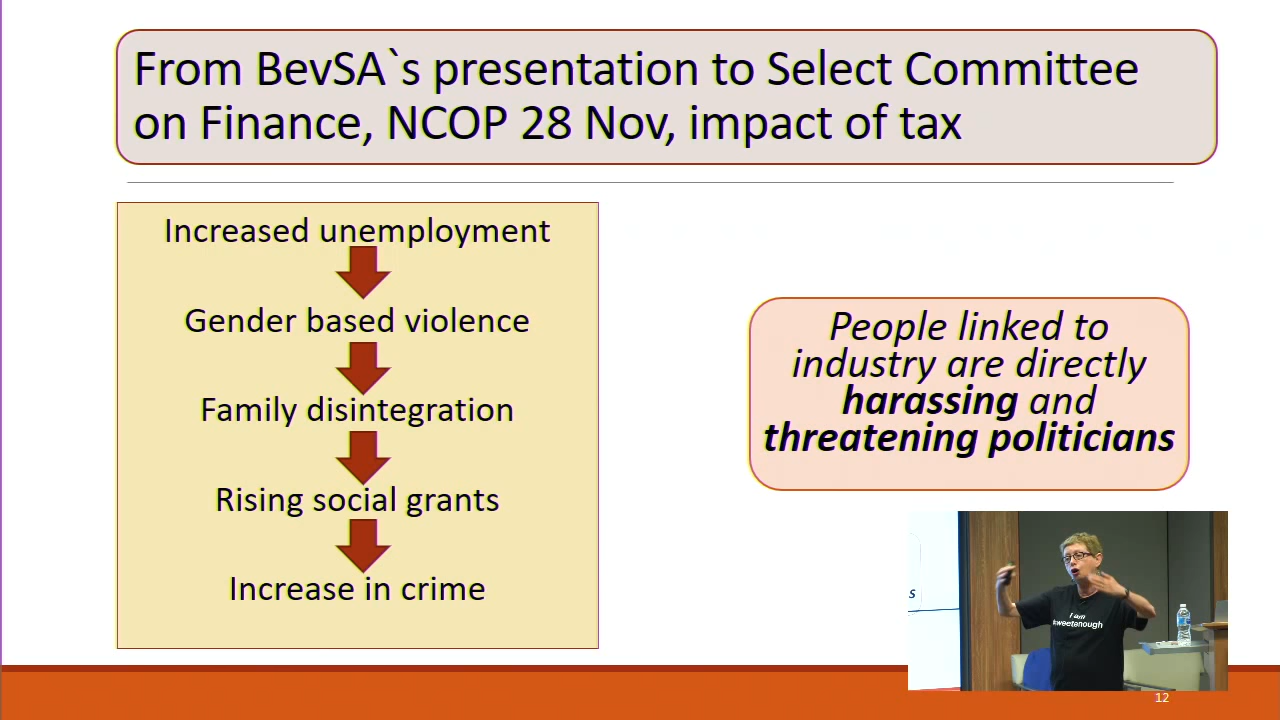 From BevSA`s presentation to Select Committee
on Finance, NCOP 28 Nov, impact of tax
Increased unemployment
Gender based violence
Family disintegration
Rising social grants
Increase in crime
People linked to
industry are directly
harassing and
threatening politicians
s
I am
#sweetenough
12